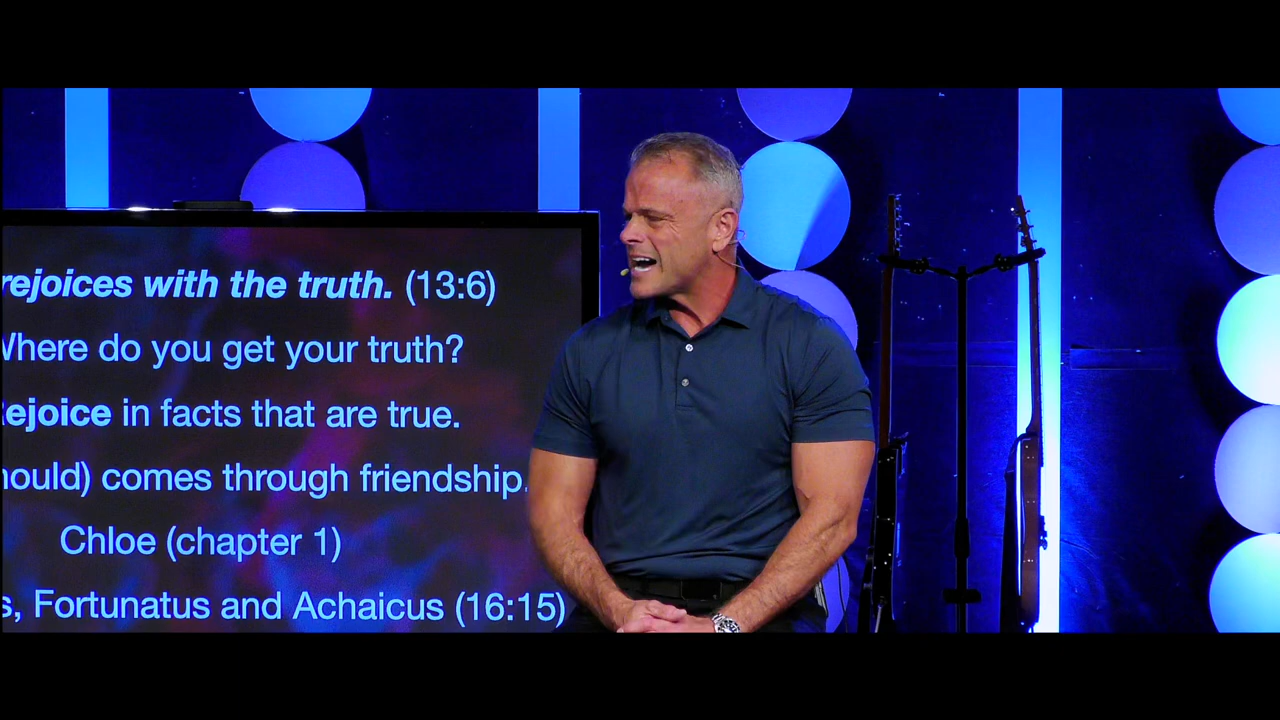 rejoices with the truth. (13:6)
Where do you get your truth?
Rejoice in facts that are true.
hould) comes through friendship.
Chloe (chapter 1)
s, Fortunatus and Achaicus (16:15)